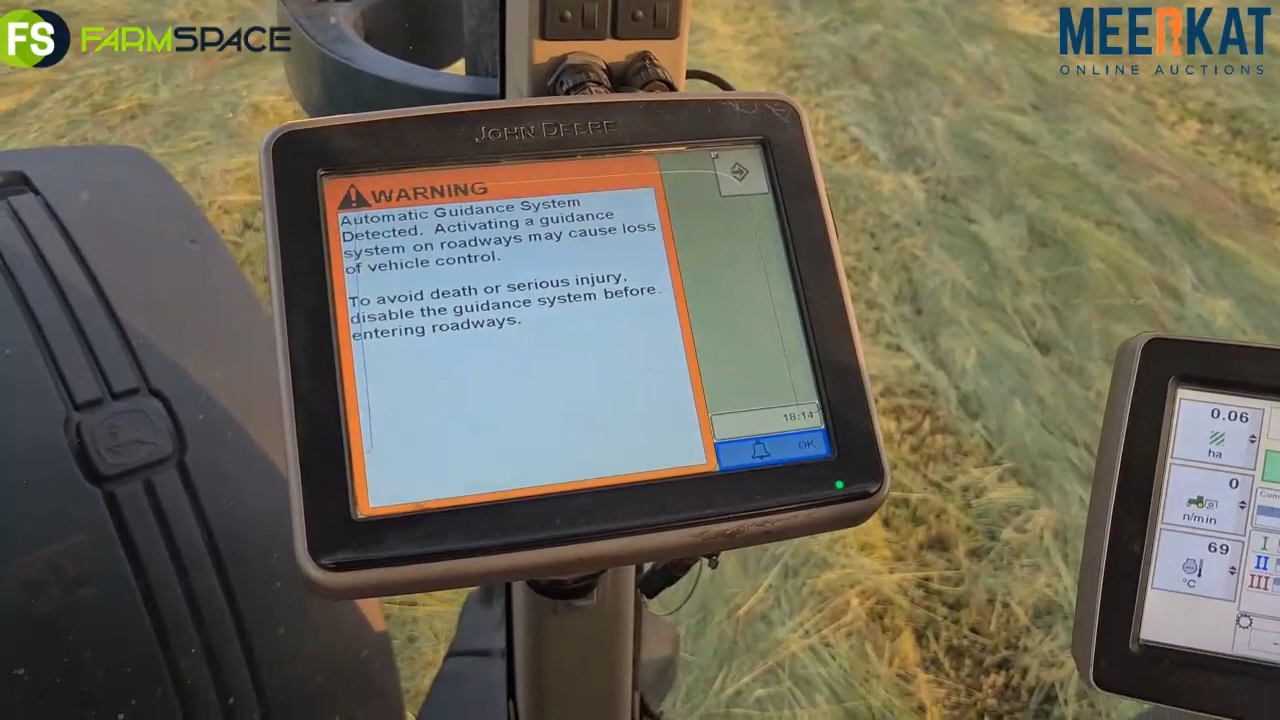 FS FARMSPACE
MEERKAT
ONLINE AUCTIONS
JOHN DEERE
WARNING
Automatic Guidance System
Detected. Activating a guidance
system on roadways may cause loss
of vehicle control.
To avoid death or serious injury,
disable the guidance system before
entering roadways.
18:14
OK
0.06
ha
0
n/min
69
°C
Com
I
II
III